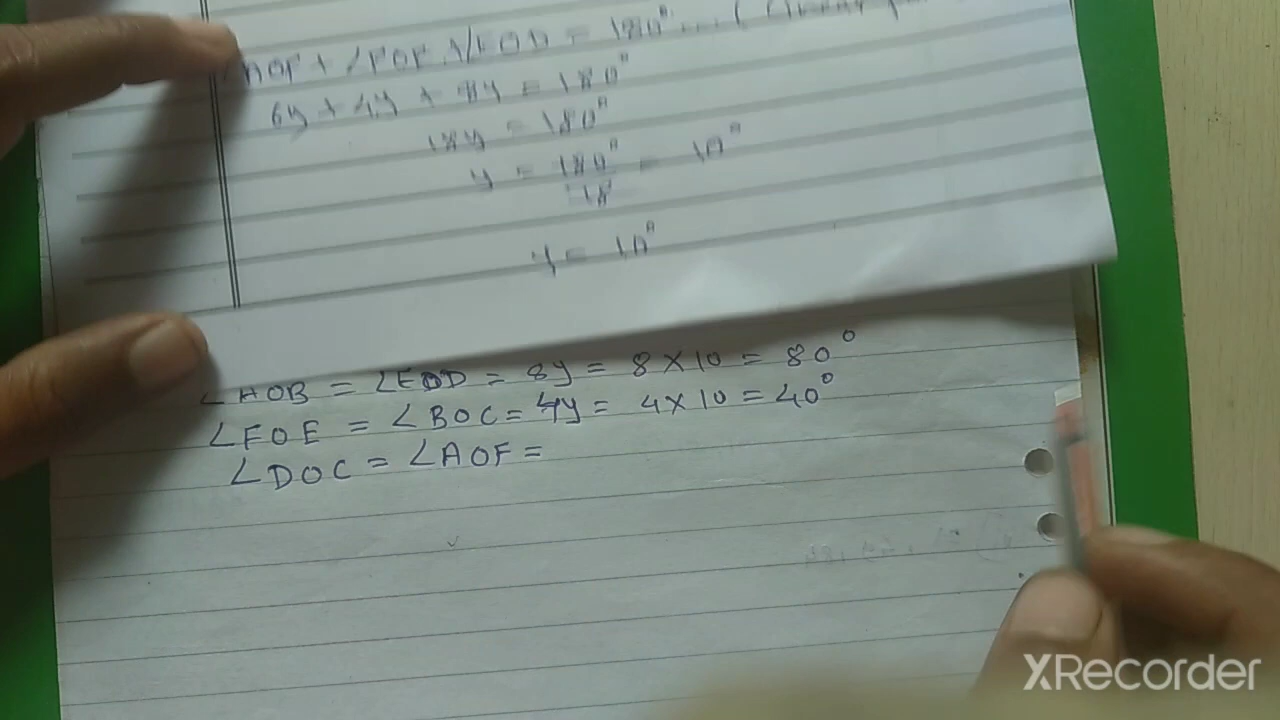 AOF + ∠FOE + ∠EOD = 180°
6y + 4y + 8y = 180°
18y = 180°
y = 180°/18 = 10°
y = 10°
∠AOB = ∠EOD = 8y = 8 × 10 = 80°
∠FOE = ∠BOC = 4y = 4 × 10 = 40°
∠DOC = ∠AOF =
XRecorder